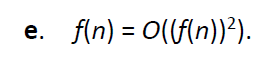 e. f(n) = O((f(n))²).